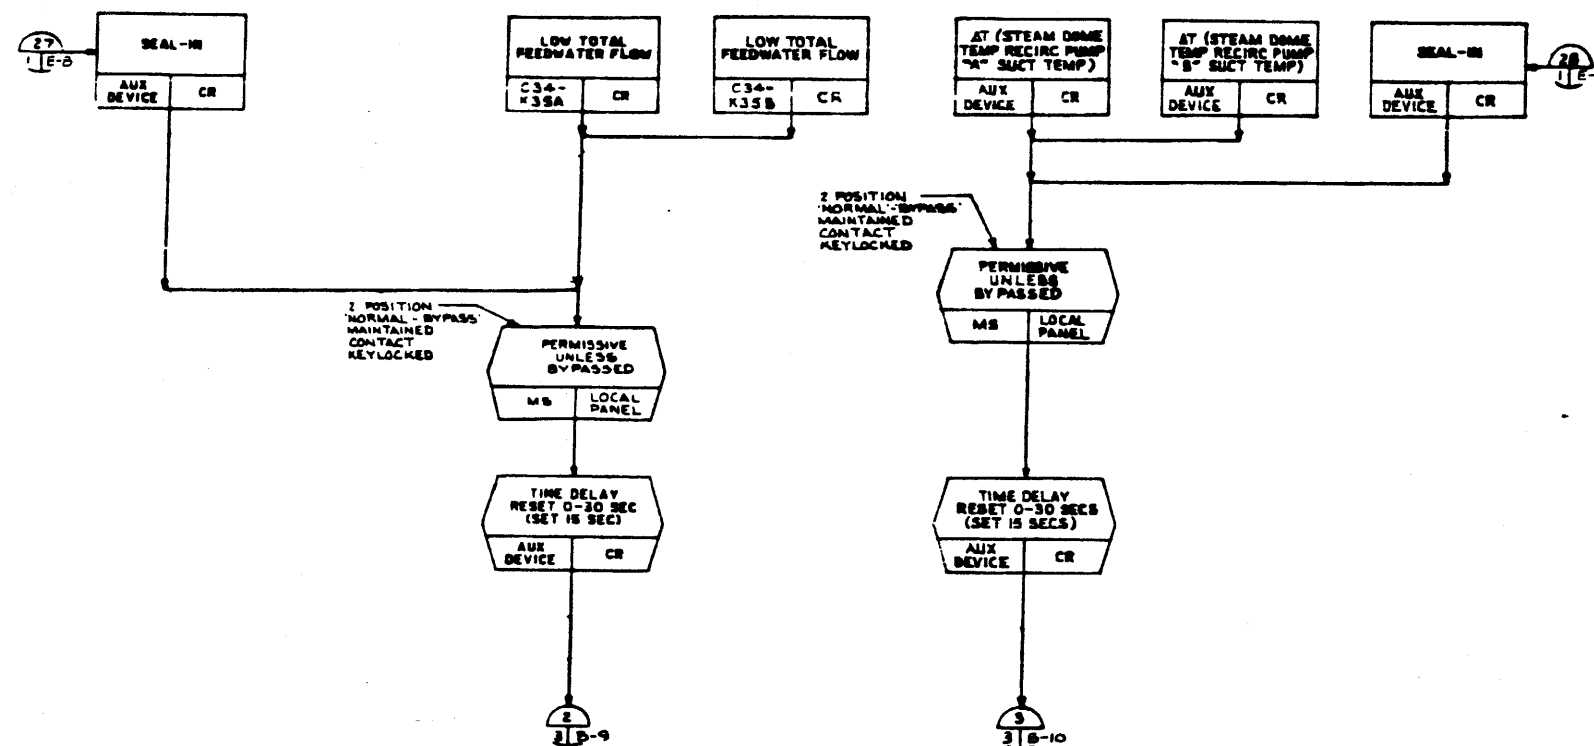 27
1 E-8
SEAL-IN
AUX
DEVICE
CR
LOW TOTAL
FEEDWATER FLOW
C34-
K35A
CR
LOW TOTAL
FEEDWATER FLOW
C34-
K35B
CR
ΔT (STEAM DOME
TEMP RECIRC PUMP
"A" SUCT TEMP)
AUX
DEVICE
CR
ΔT (STEAM DOME
TEMP RECIRC PUMP
"B" SUCT TEMP)
AUX
DEVICE
CR
SEAL-IN
AUX
DEVICE
CR
28
1 E-
2 POSITION
'NORMAL-BYPASS'
MAINTAINED
CONTACT
KEYLOCKED
PERMISSIVE
UNLESS
BYPASSED
MS
LOCAL
PANEL
2 POSITION
'NORMAL-BYPASS'
MAINTAINED
CONTACT
KEYLOCKED
PERMISSIVE
UNLESS
BYPASSED
MS
LOCAL
PANEL
TIME DELAY
RESET 0-30 SEC
(SET 15 SEC)
AUX
DEVICE
CR
TIME DELAY
RESET 0-30 SECS
(SET 15 SECS)
AUX
DEVICE
CR
2
3 B-9
3
3 B-10